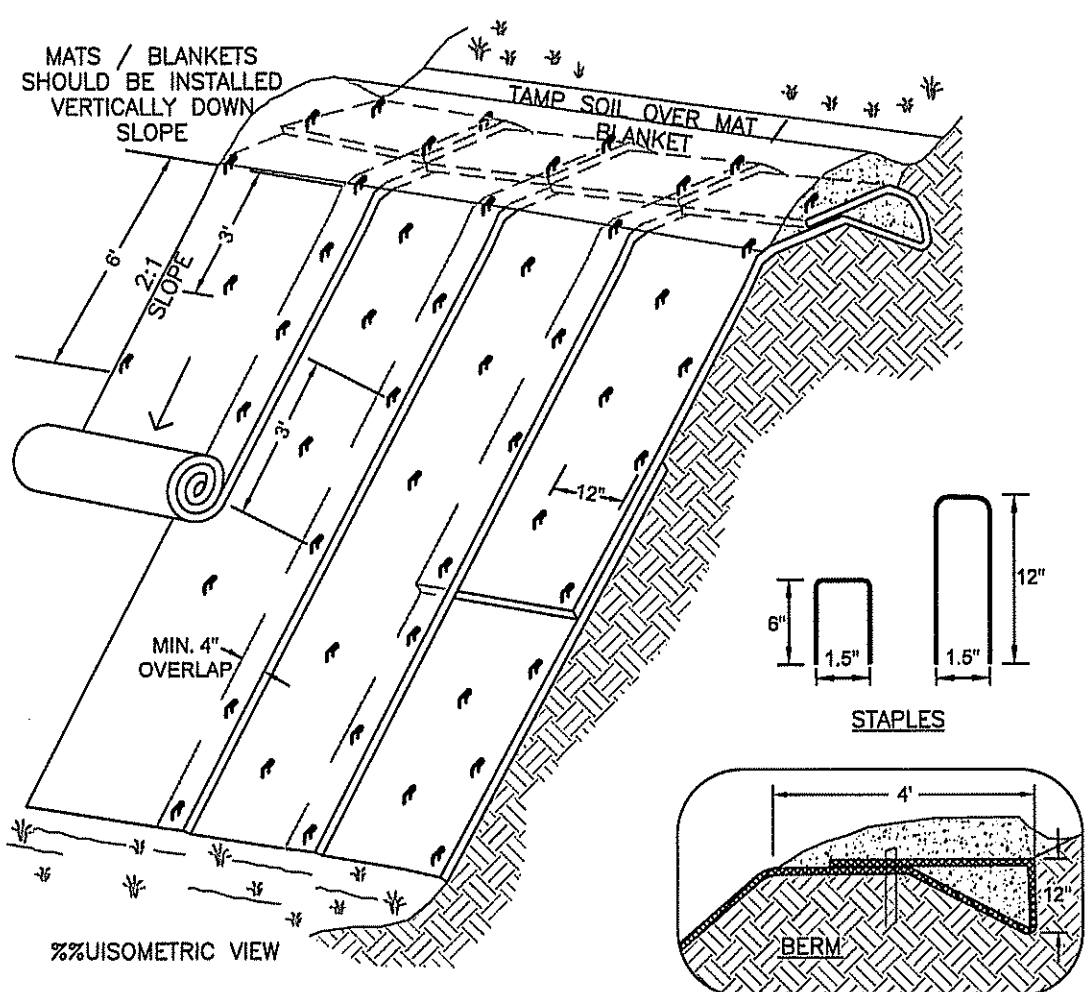 MATS / BLANKETS
SHOULD BE INSTALLED
VERTICALLY DOWN
SLOPE
TAMP SOIL OVER MAT /
BLANKET
6'
3'
2:1
SLOPE
3'
12"
MIN. 4"
OVERLAP
12"
6"
1.5"
1.5"
STAPLES
4'
12"
BERM
%%UISOMETRIC VIEW